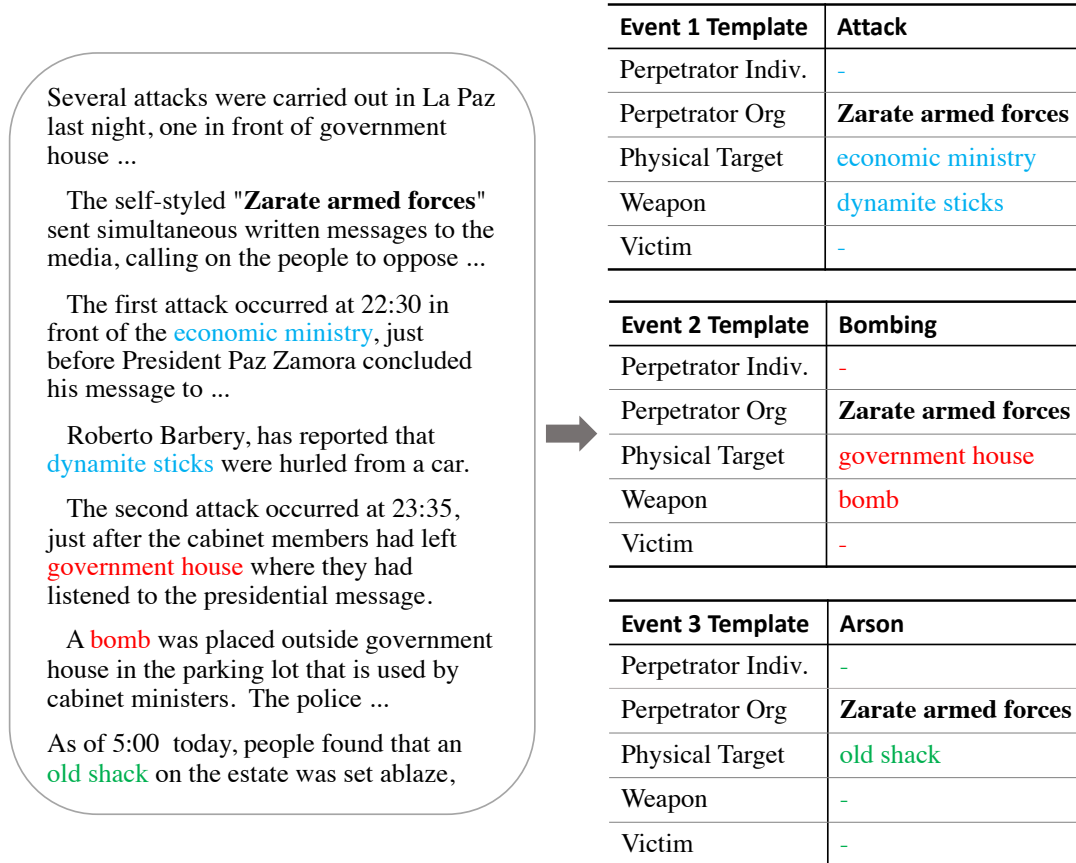 Several attacks were carried out in La Paz
last night, one in front of government
house ...
The self-styled "Zarate armed forces"
sent simultaneous written messages to the
media, calling on the people to oppose ...
The first attack occurred at 22:30 in
front of the economic ministry, just
before President Paz Zamora concluded
his message to ...
Roberto Barbery, has reported that
dynamite sticks were hurled from a car.
The second attack occurred at 23:35,
just after the cabinet members had left
government house where they had
listened to the presidential message.
A bomb was placed outside government
house in the parking lot that is used by
cabinet ministers. The police ...
As of 5:00 today, people found that an
old shack on the estate was set ablaze,
Event 1 Template Attack
Perpetrator Indiv. -
Perpetrator Org Zarate armed forces
Physical Target economic ministry
Weapon dynamite sticks
Victim -
Event 2 Template Bombing
Perpetrator Indiv. -
Perpetrator Org Zarate armed forces
Physical Target government house
Weapon bomb
Victim -
Event 3 Template Arson
Perpetrator Indiv. -
Perpetrator Org Zarate armed forces
Physical Target old shack
Weapon -
Victim -